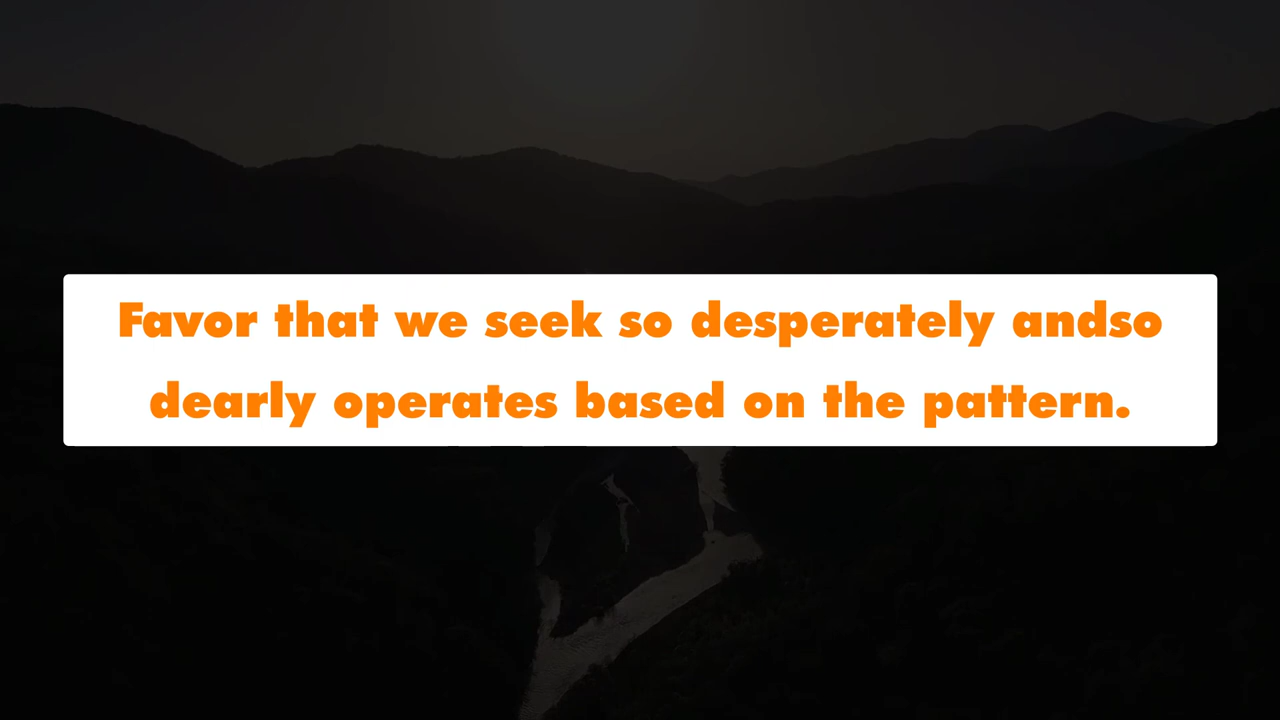 Favor that we seek so desperately andso
dearly operates based on the pattern.